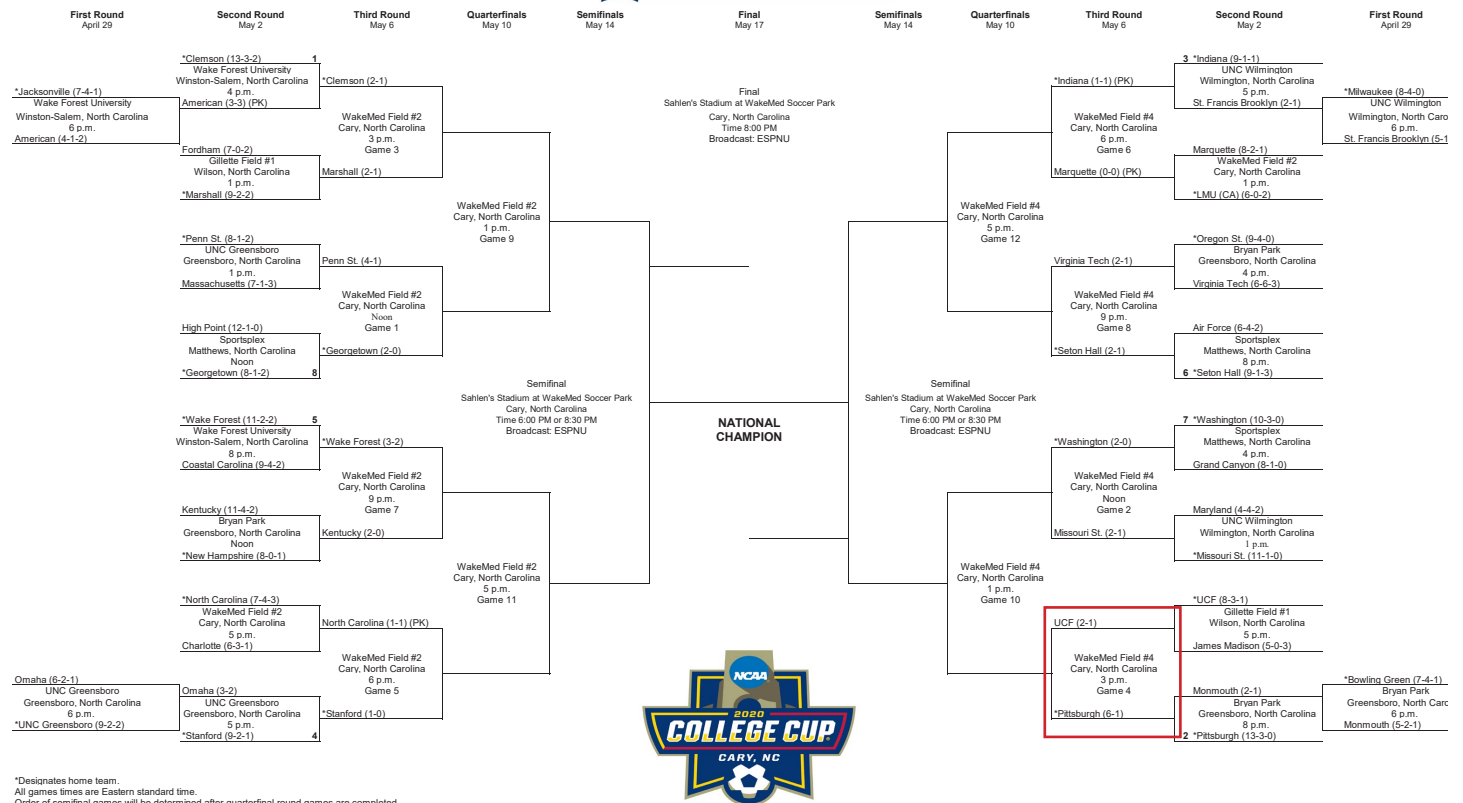 First Round
April 29
Second Round
May 2
Third Round
May 6
Quarterfinals
May 10
Semifinals
May 14
Final
May 17
Semifinals
May 14
Quarterfinals
May 10
Third Round
May 6
Second Round
May 2
First Round
April 29
*Jacksonville (7-4-1)
Wake Forest University
Winston-Salem, North Carolina
6 p.m.
American (4-1-2)
Omaha (6-2-1)
UNC Greensboro
Greensboro, North Carolina
6 p.m.
*UNC Greensboro (9-2-2)
*Clemson (13-3-2) 1
Wake Forest University
Winston-Salem, North Carolina
4 p.m.
American (3-3) (PK)
Fordham (7-0-2)
Gillette Field #1
Wilson, North Carolina
1 p.m.
*Marshall (9-2-2)
*Penn St. (8-1-2)
UNC Greensboro
Greensboro, North Carolina
1 p.m.
Massachusetts (7-1-3)
High Point (12-1-0)
Sportsplex
Matthews, North Carolina
Noon
*Georgetown (8-1-2) 8
*Wake Forest (11-2-2) 5
Wake Forest University
Winston-Salem, North Carolina
8 p.m.
Coastal Carolina (9-4-2)
Kentucky (11-4-2)
Bryan Park
Greensboro, North Carolina
Noon
*New Hampshire (8-0-1)
*North Carolina (7-4-3)
WakeMed Field #2
Cary, North Carolina
5 p.m.
Charlotte (6-3-1)
Omaha (3-2)
UNC Greensboro
Greensboro, North Carolina
5 p.m.
*Stanford (9-2-1) 4
*Clemson (2-1)
WakeMed Field #2
Cary, North Carolina
3 p.m.
Game 3
Marshall (2-1)
Penn St. (4-1)
WakeMed Field #2
Cary, North Carolina
Noon
Game 1
*Georgetown (2-0)
*Wake Forest (3-2)
WakeMed Field #2
Cary, North Carolina
9 p.m.
Game 7
Kentucky (2-0)
North Carolina (1-1) (PK)
WakeMed Field #2
Cary, North Carolina
6 p.m.
Game 5
*Stanford (1-0)
WakeMed Field #2
Cary, North Carolina
1 p.m.
Game 9
WakeMed Field #2
Cary, North Carolina
5 p.m.
Game 11
Semifinal
Sahlen's Stadium at WakeMed Soccer Park
Cary, North Carolina
Time 6:00 PM or 8:30 PM
Broadcast: ESPNU
Final
Sahlen's Stadium at WakeMed Soccer Park
Cary, North Carolina
Time 8:00 PM
Broadcast: ESPNU
NATIONAL
CHAMPION
NCAA
2020
COLLEGE CUP
CARY, NC
Semifinal
Sahlen's Stadium at WakeMed Soccer Park
Cary, North Carolina
Time 6:00 PM or 8:30 PM
Broadcast: ESPNU
WakeMed Field #4
Cary, North Carolina
5 p.m.
Game 12
WakeMed Field #4
Cary, North Carolina
1 p.m.
Game 10
*Indiana (1-1) (PK)
WakeMed Field #4
Cary, North Carolina
6 p.m.
Game 6
Marquette (0-0) (PK)
Virginia Tech (2-1)
WakeMed Field #4
Cary, North Carolina
9 p.m.
Game 8
*Seton Hall (2-1)
*Washington (2-0)
WakeMed Field #4
Cary, North Carolina
Noon
Game 2
Missouri St. (2-1)
UCF (2-1)
WakeMed Field #4
Cary, North Carolina
3 p.m.
Game 4
*Pittsburgh (6-1)
3 *Indiana (9-1-1)
UNC Wilmington
Wilmington, North Carolina
5 p.m.
St. Francis Brooklyn (2-1)
Marquette (8-2-1)
WakeMed Field #2
Cary, North Carolina
1 p.m.
*LMU (CA) (6-0-2)
*Oregon St. (9-4-0)
Bryan Park
Greensboro, North Carolina
4 p.m.
Virginia Tech (6-6-3)
Air Force (6-4-2)
Sportsplex
Matthews, North Carolina
8 p.m.
6 *Seton Hall (9-1-3)
7 *Washington (10-3-0)
Sportsplex
Matthews, North Carolina
4 p.m.
Grand Canyon (8-1-0)
Maryland (4-4-2)
UNC Wilmington
Wilmington, North Carolina
1 p.m.
*Missouri St. (11-1-0)
*UCF (8-3-1)
Gillette Field #1
Wilson, North Carolina
5 p.m.
James Madison (5-0-3)
Monmouth (2-1)
Bryan Park
Greensboro, North Carolina
8 p.m.
2 *Pittsburgh (13-3-0)
*Milwaukee (8-4-0)
UNC Wilmington
Wilmington, North Caro
6 p.m.
St. Francis Brooklyn (5-1
*Bowling Green (7-4-1)
Bryan Park
Greensboro, North Caro
6 p.m.
Monmouth (5-2-1)
*Designates home team.
All games times are Eastern standard time.
Order of semifinal games will be determined after quarterfinal round games are completed